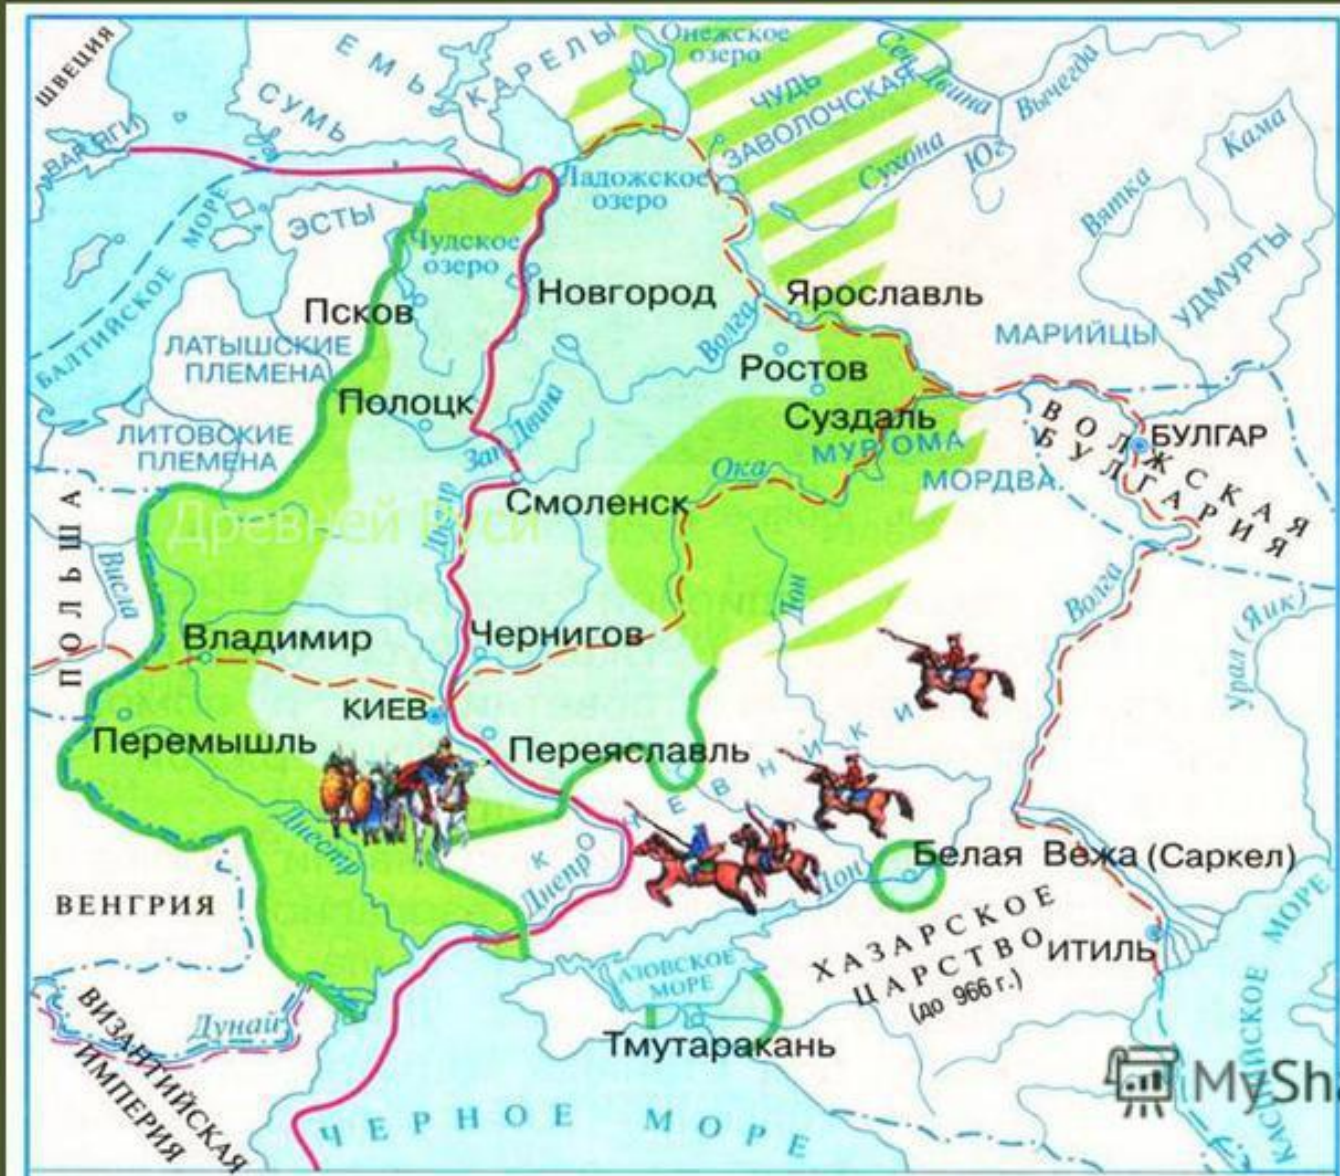 ШВЕЦИЯ
ЕМЬ
КАРЕЛЫ
Онежское
озеро
Сев. Двина
Вычегда
СУМЬ
ЧУДЬ
ЗАВОЛОЧСКАЯ
Кама
ВАРЯГИ
Сухона
Юг
Ладожское
озеро
Вятка
ЭСТЫ
БАЛТИЙСКОЕ МОРЕ
Чудское
озеро
УДМУРТЫ
Псков
Новгород
Волга
Ярославль
МАРИЙЦЫ
ЛАТЫШСКИЕ
ПЛЕМЕНА
Ростов
Полоцк
Зап. Двина
Суздаль
ЛИТОВСКИЕ
ПЛЕМЕНА
МУРОМА
ВОЛЖСКАЯ
БУЛГАРИЯ
БУЛГАР
Ока
МОРДВА
ПОЛЬША
Смоленск
Древней Руси
Днепр
Висла
Дон
Волга
Урал (Яик)
Владимир
Чернигов
КИЕВ
Перемышль
Переяславль
Днестр
Днепр
Дон
Белая Вежа (Саркел)
ВЕНГРИЯ
ХАЗАРСКОЕ
ЦАРСТВО
(до 966 г.)
ИТИЛЬ
АЗОВСКОЕ
МОРЕ
КАСПИЙСКОЕ МОРЕ
ВИЗАНТИЙСКАЯ
ИМПЕРИЯ
Дунай
Тмутаракань
MySha
ЧЕРНОЕ МОРЕ